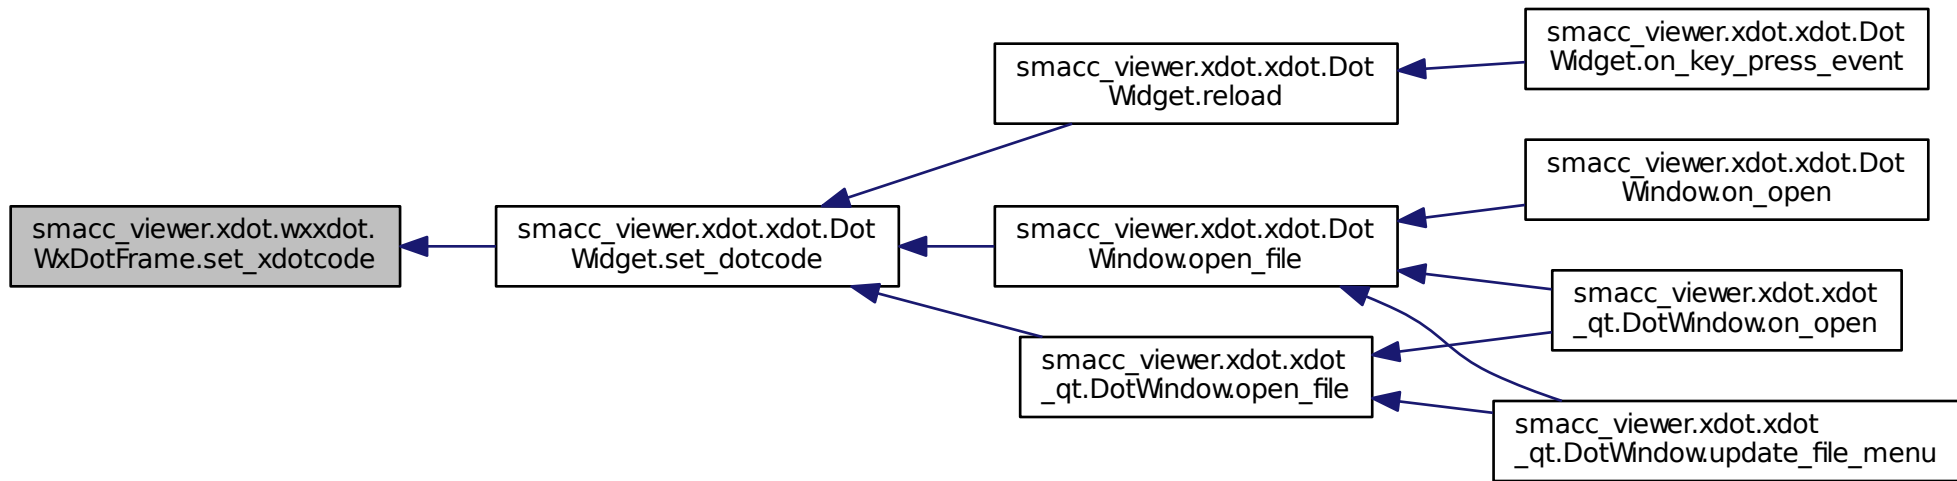 smacc_viewer.xdot.wxxdot.
WxDotFrame.set_xdotcode
smacc_viewer.xdot.xdot.Dot
Widget.set_dotcode
smacc_viewer.xdot.xdot.Dot
Widget.reload
smacc_viewer.xdot.xdot.Dot
Window.open_file
smacc_viewer.xdot.xdot
_qt.DotWindow.open_file
smacc_viewer.xdot.xdot.Dot
Widget.on_key_press_event
smacc_viewer.xdot.xdot.Dot
Window.on_open
smacc_viewer.xdot.xdot
_qt.DotWindow.on_open
smacc_viewer.xdot.xdot
_qt.DotWindow.update_file_menu